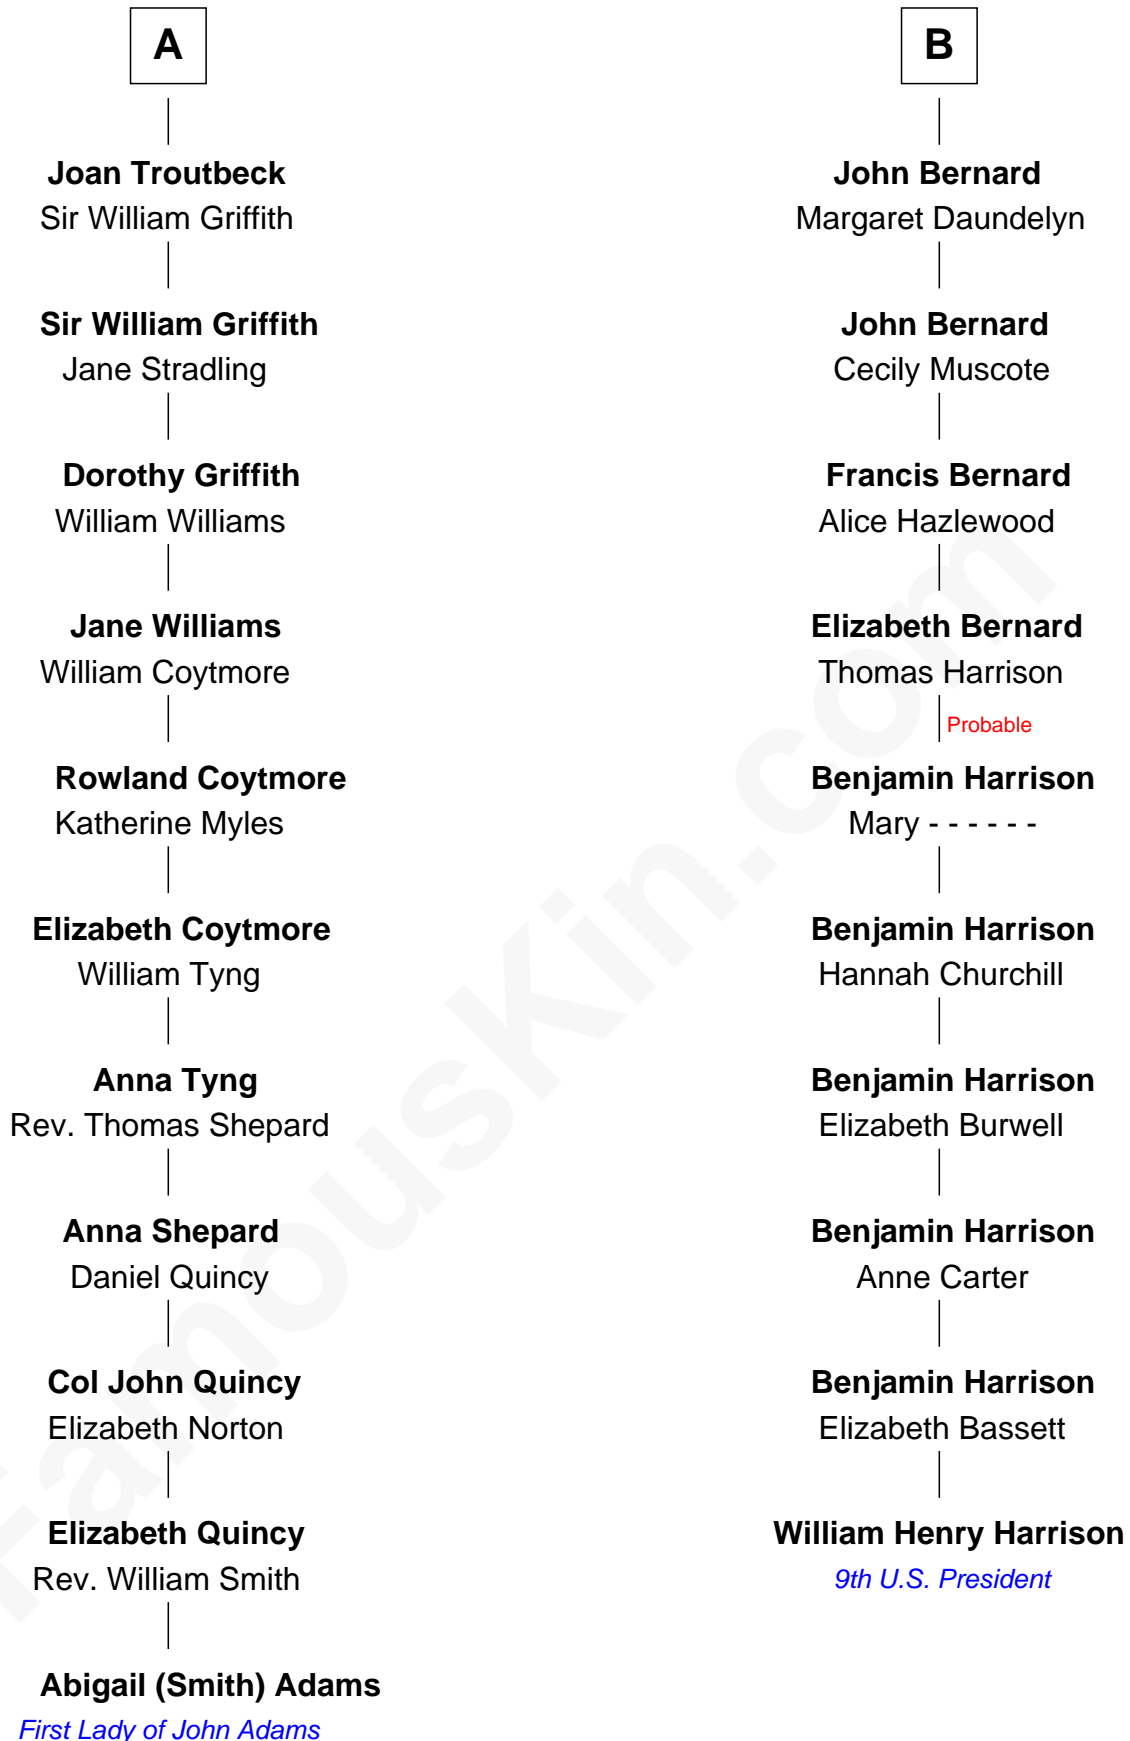 A
Joan Troutbeck
Sir William Griffith
Sir William Griffith
Jane Stradling
Dorothy Griffith
William Williams
Jane Williams
William Coytmore
Rowland Coytmore
Katherine Myles
Elizabeth Coytmore
William Tyng
Anna Tyng
Rev. Thomas Shepard
Anna Shepard
Daniel Quincy
Col John Quincy
Elizabeth Norton
Elizabeth Quincy
Rev. William Smith
Abigail (Smith) Adams
First Lady of John Adams
B
John Bernard
Margaret Daundelyn
John Bernard
Cecily Muscote
Francis Bernard
Alice Hazlewood
Elizabeth Bernard
Thomas Harrison
Probable
Benjamin Harrison
Mary - - - - - -
Benjamin Harrison
Hannah Churchill
Benjamin Harrison
Elizabeth Burwell
Benjamin Harrison
Anne Carter
Benjamin Harrison
Elizabeth Bassett
William Henry Harrison
9th U.S. President
FamousKin.com